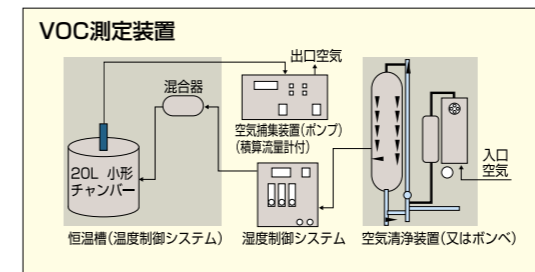 VOC測定装置
出口空気
混合器
空気捕集装置(ポンプ)
(積算流量計付)
20L 小形
チャンバー
入口
空気
恒温槽(温度制御システム)
湿度制御システム
空気清浄装置(又はボンベ)